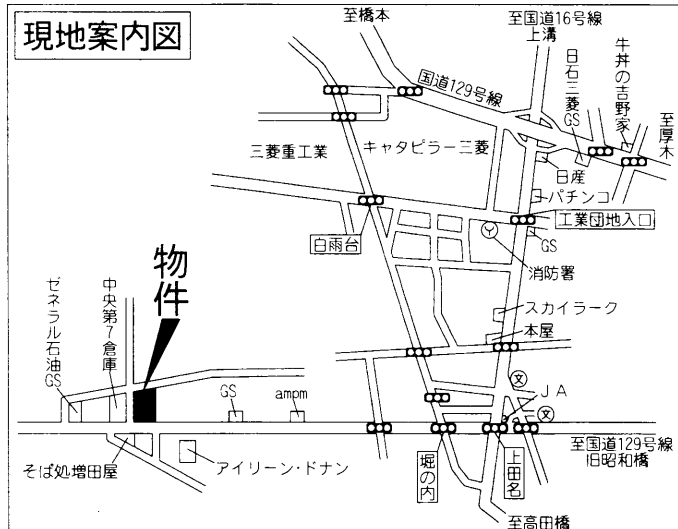 現地案内図
至橋本
至国道16号線
上溝
国道129号線
日石三菱GS
牛丼の吉野家
至厚木
三菱重工業
キャタピラー三菱
日産
パチンコ
工業団地入口
白雨台
GS
消防署
物件
ゼネラル石油GS
中央第7倉庫
スカイラーク
本屋
文
JA
文
GS
ampm
そば処増田屋
アイリーン・ドナン
堀の内
上田名
至国道129号線
旧昭和橋
至高田橋